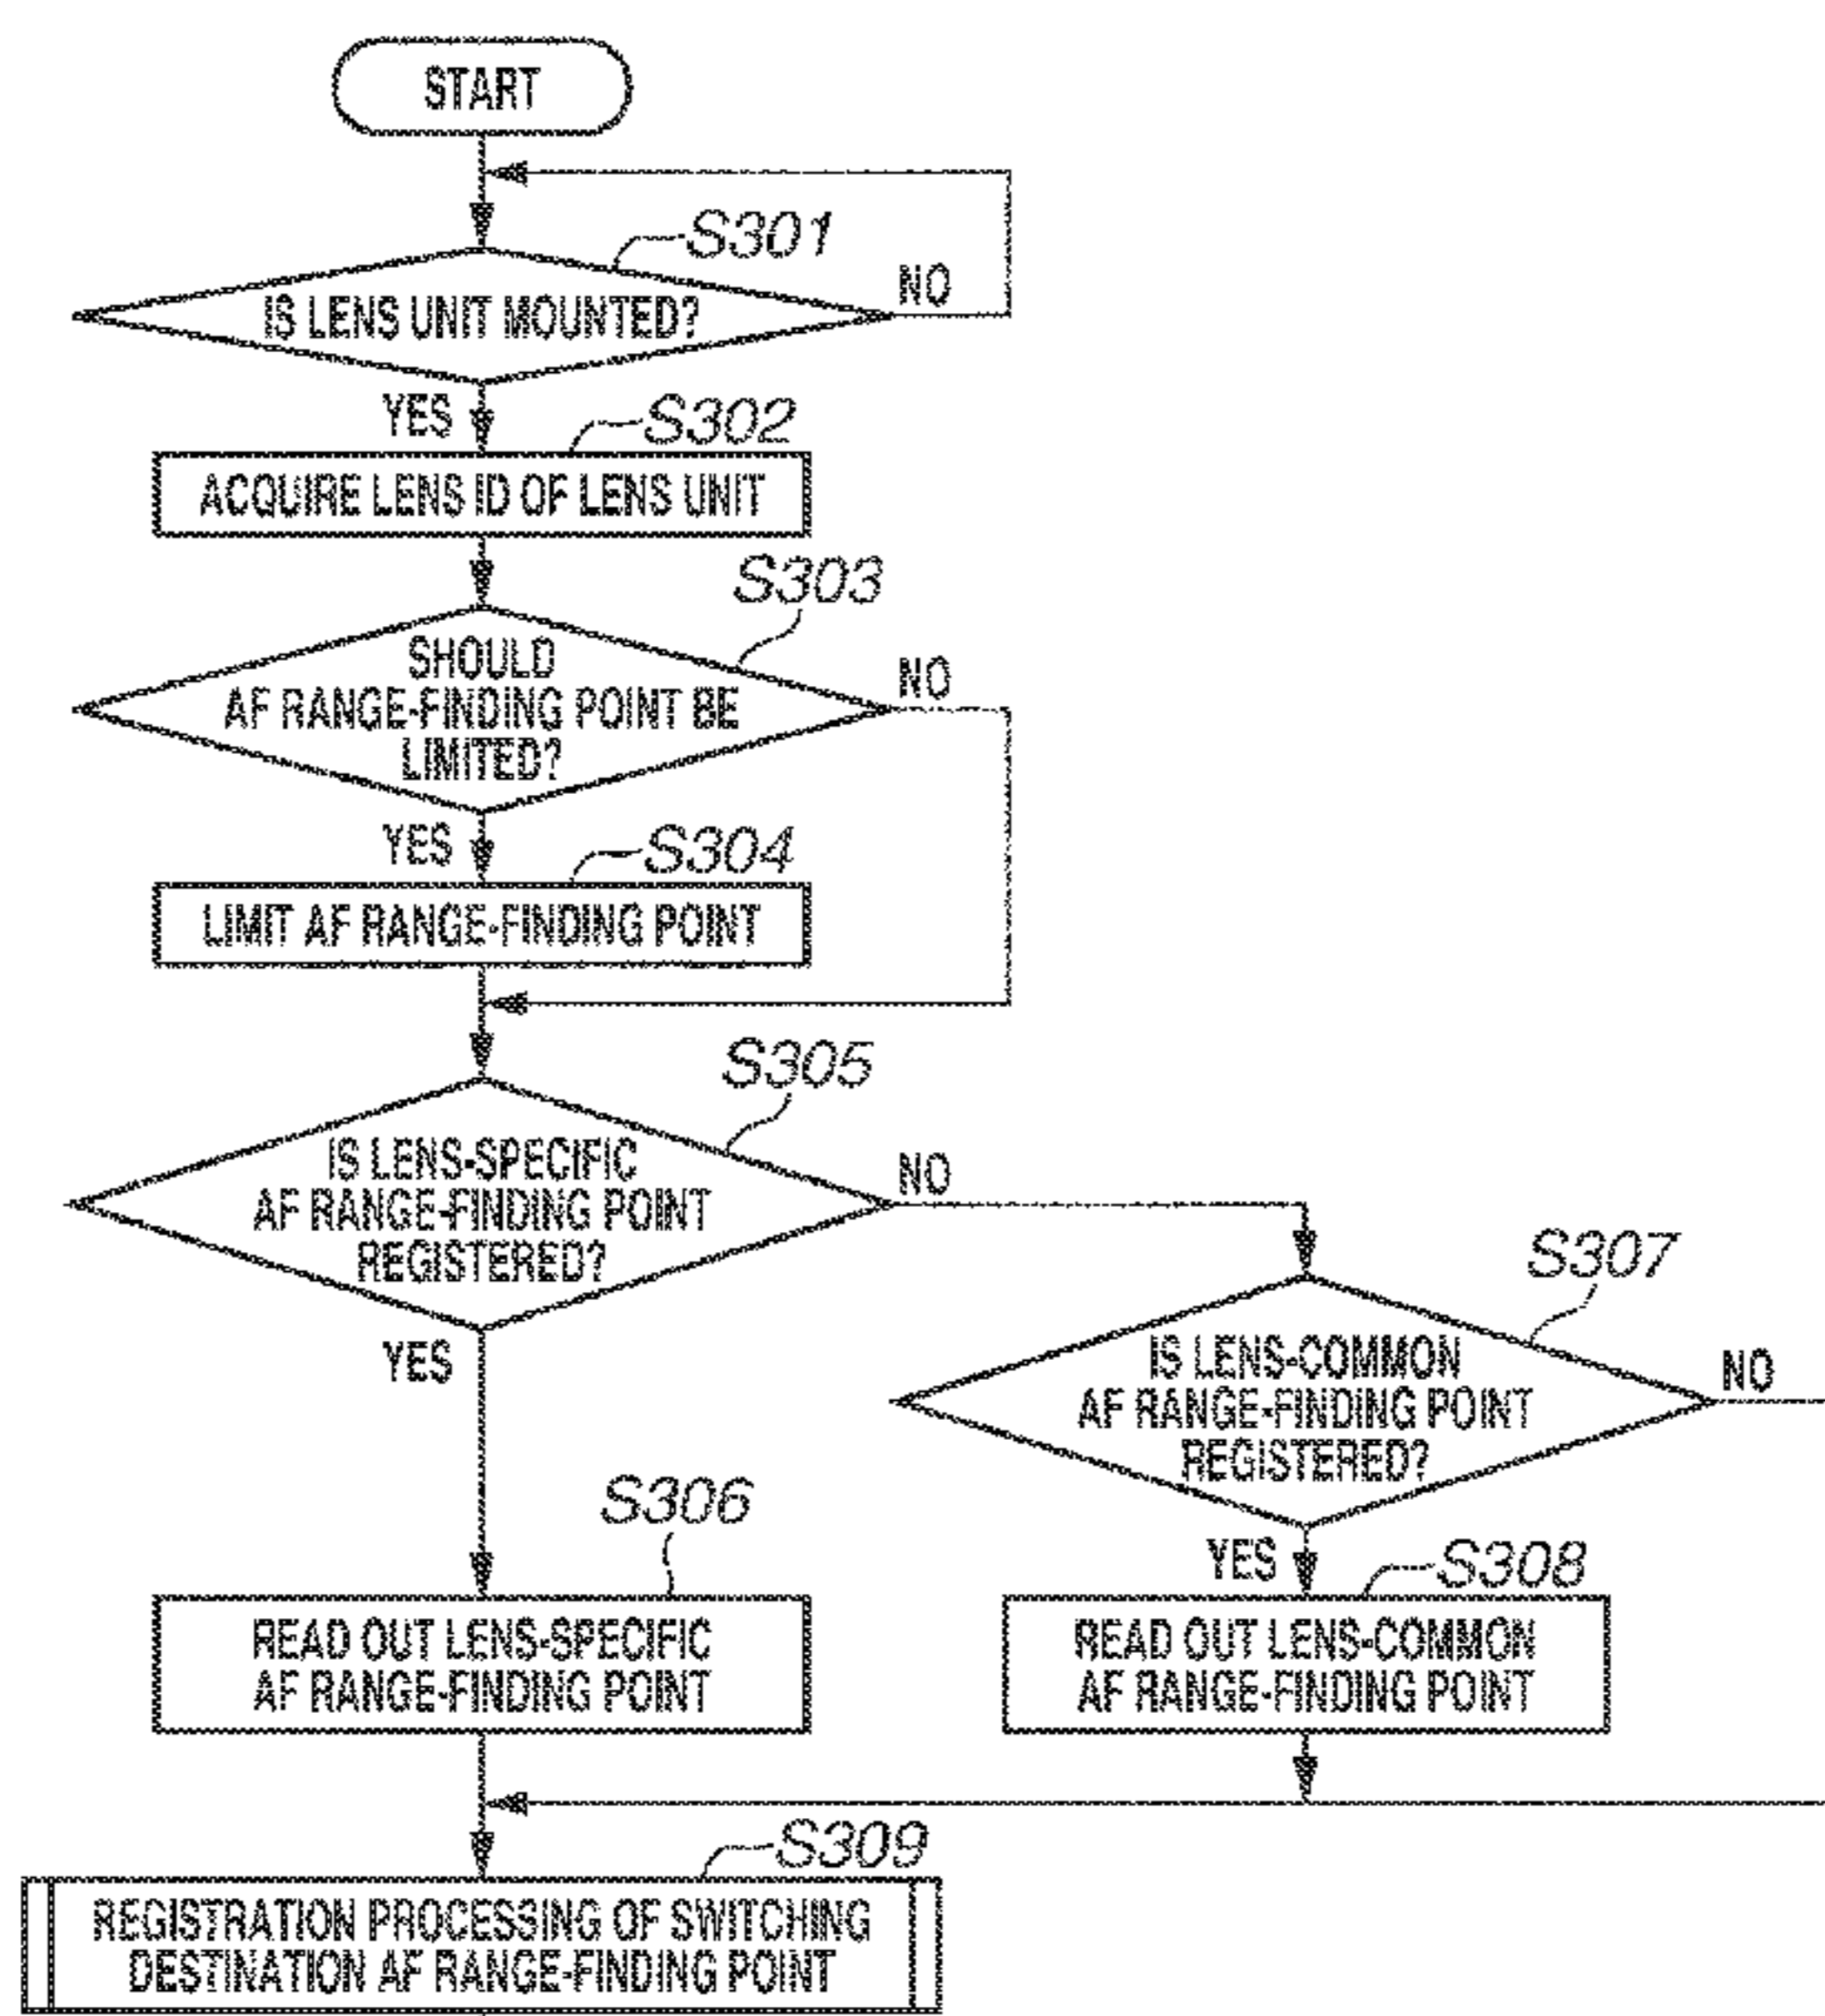 START
S301
IS LENS UNIT MOUNTED?
NO
YES
S302
ACQUIRE LENS ID OF LENS UNIT
S303
SHOULD
AF RANGE-FINDING POINT BE
LIMITED?
NO
YES
S304
LIMIT AF RANGE-FINDING POINT
S305
IS LENS-SPECIFIC
AF RANGE-FINDING POINT
REGISTERED?
NO
YES
S307
IS LENS-COMMON
AF RANGE-FINDING POINT
REGISTERED?
NO
YES
S306
READ OUT LENS-SPECIFIC
AF RANGE-FINDING POINT
S308
READ OUT LENS-COMMON
AF RANGE-FINDING POINT
S309
REGISTRATION PROCESSING OF SWITCHING
DESTINATION AF RANGE-FINDING POINT